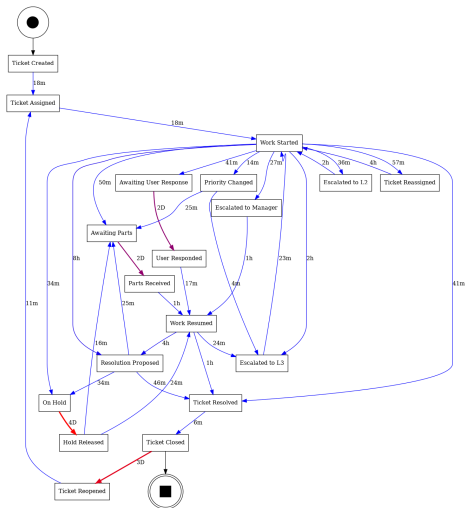 Ticket Created
18m
Ticket Assigned
18m
Work Started
41m
14m
27m
2h
36m
4h
57m
50m
Awaiting User Response
Priority Changed
Escalated to L2
Ticket Reassigned
2D
25m
Escalated to Manager
Awaiting Parts
8h
2D
User Responded
1h
23m
2h
34m
Parts Received
17m
4m
41m
11m
1h
Work Resumed
16m
25m
4h
24m
Resolution Proposed
1h
Escalated to L3
34m
46m
24m
On Hold
Ticket Resolved
4D
6m
Hold Released
Ticket Closed
3D
Ticket Reopened